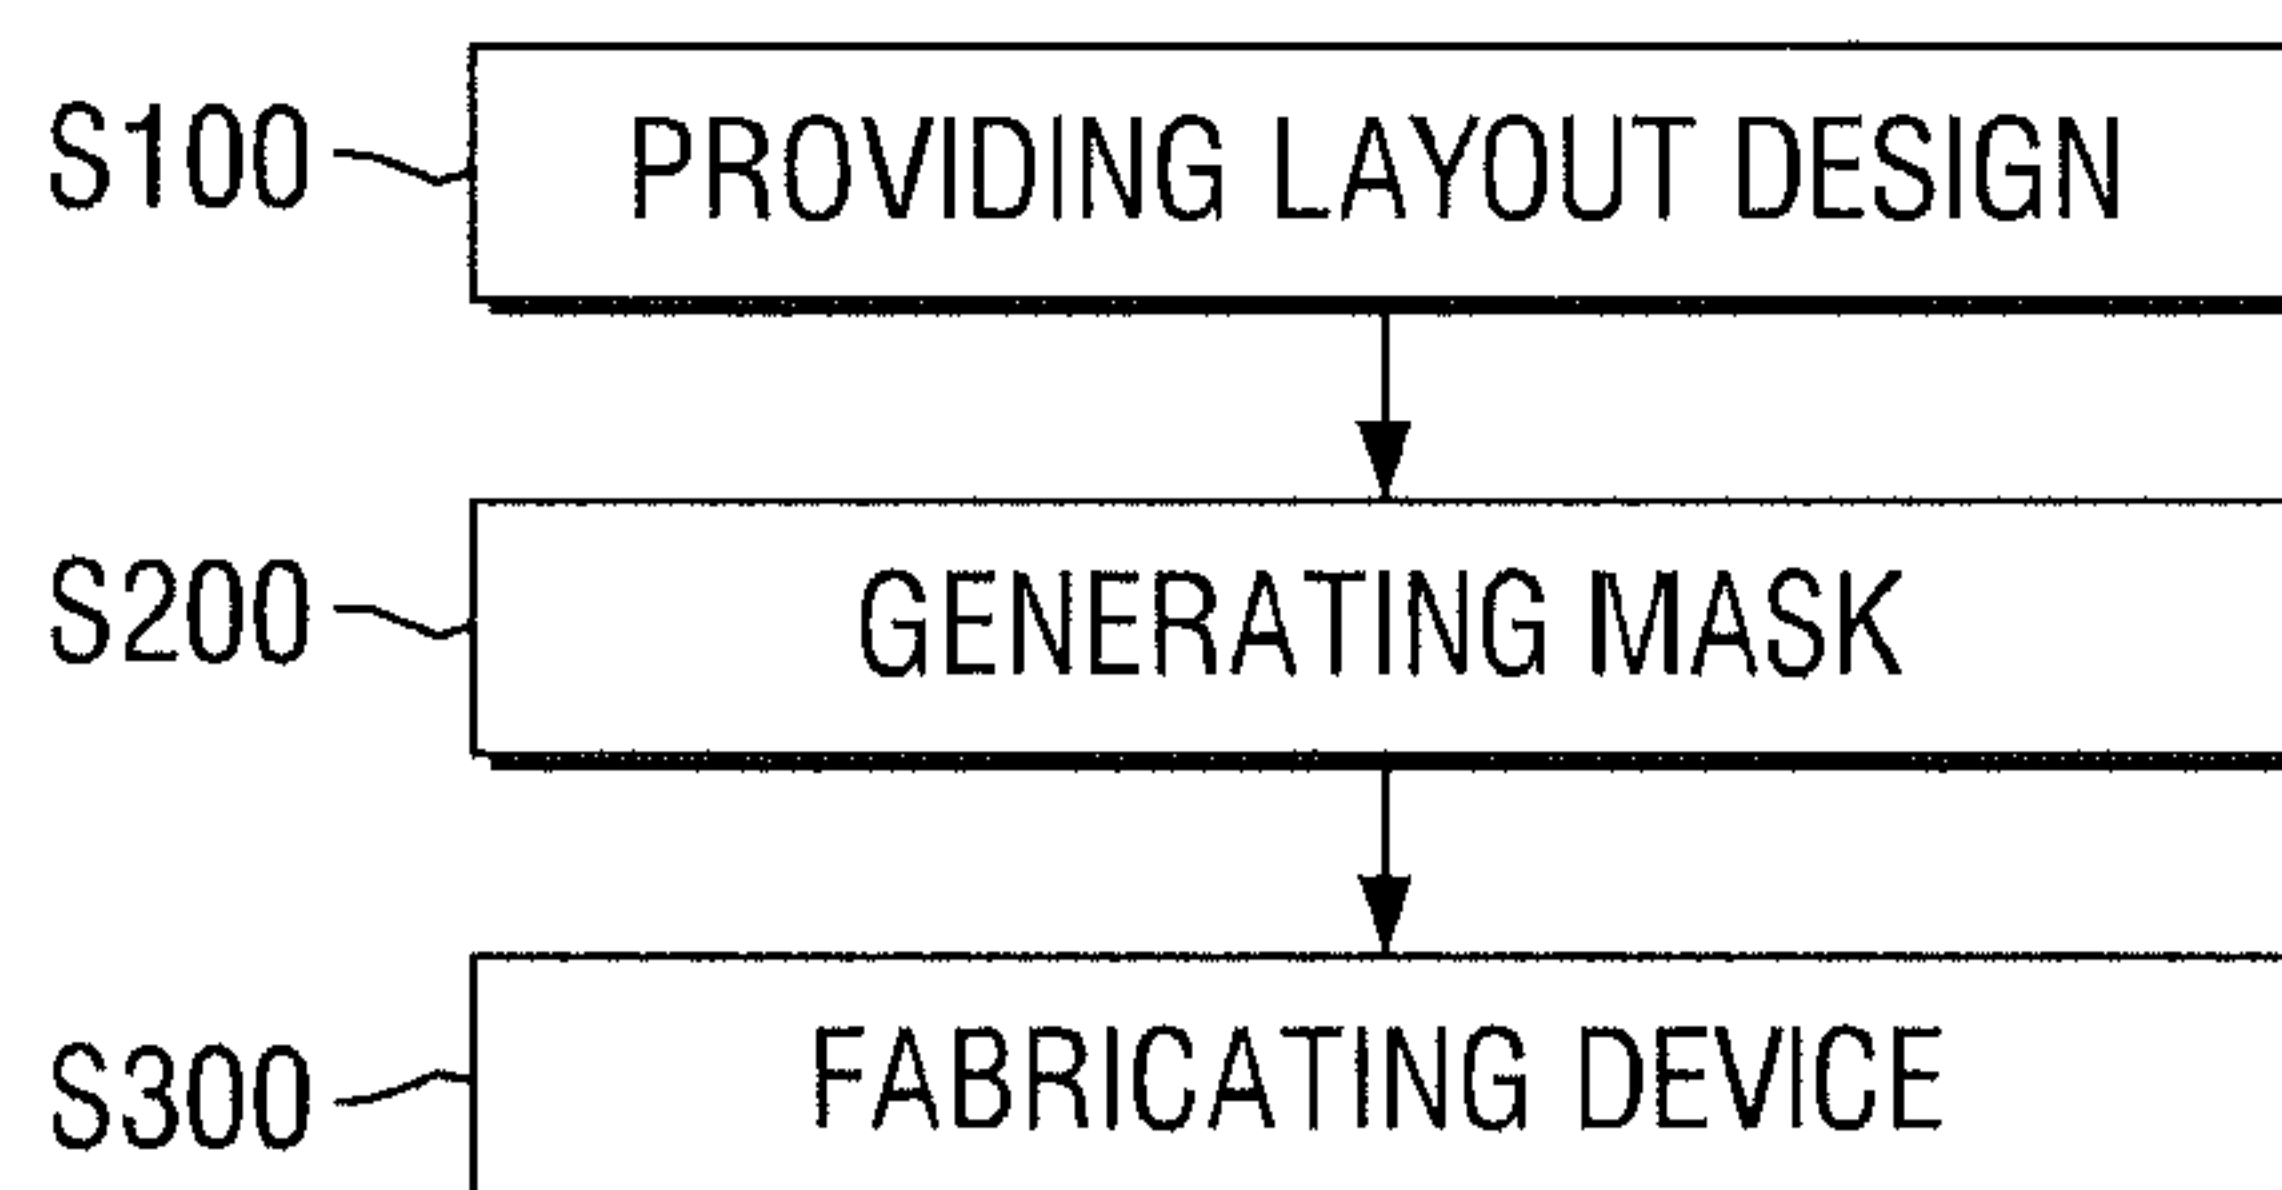 S100 PROVIDING LAYOUT DESIGN
S200 GENERATING MASK
S300 FABRICATING DEVICE